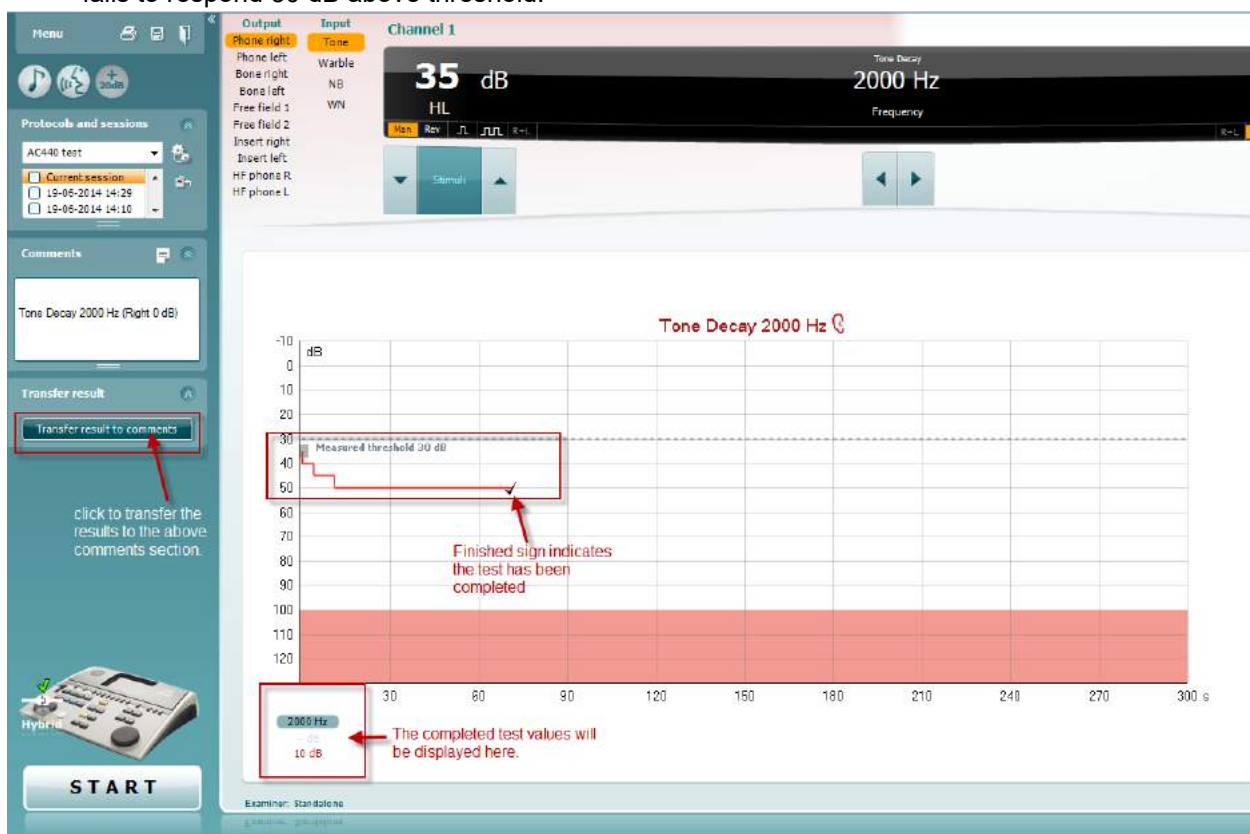 fails to respond 30 dB above threshold.
Menu
Protocols and sessions
AC440 test
Current session
19-06-2014 14:29
19-06-2014 14:10
Comments
Tone Decay 2000 Hz (Right 0 dB)
Transfer result
Transfer result to comments
click to transfer the
results to the above
comments section.
Hybrid
START
Output
Phone right
Phone left
Bone right
Bone left
Free field 1
Free field 2
Insert right
Insert left
HF phone R
HF phone L
Input
Tone
Warble
NB
WN
Channel 1
35 dB
HL
Man Rev R+L
Tone Decay
2000 Hz
Frequency
R+L
Stimuli
Tone Decay 2000 Hz
dB
-10
0
10
20
30
40
50
60
70
80
90
100
110
120
Measured threshold 30 dB
Finished sign indicates
the test has been
completed
30 60 90 120 150 180 210 240 270 300 s
2000 Hz
-- dB
10 dB
The completed test values will
be displayed here.
Examiner: Standalone